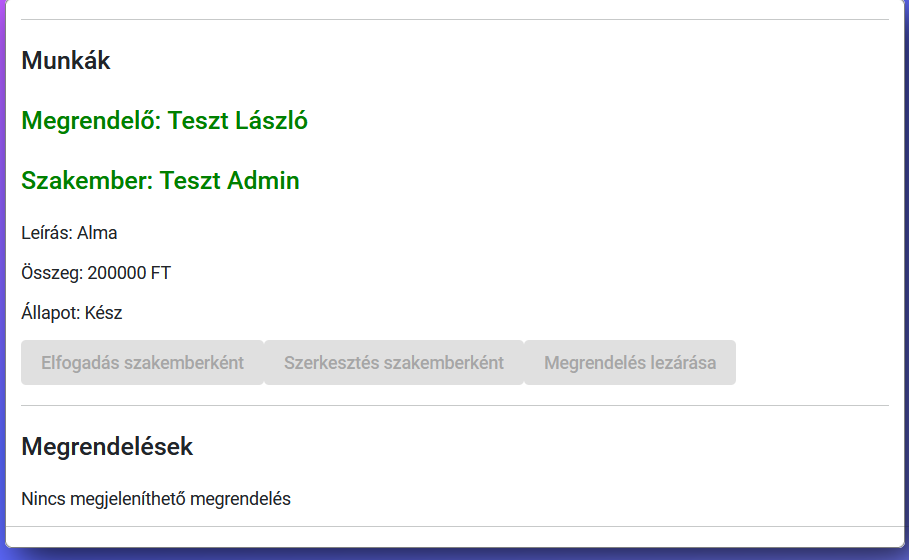 Munkák
Megrendelő: Teszt László
Szakember: Teszt Admin
Leírás: Alma
Összeg: 200000 FT
Állapot: Kész
Elfogadás szakemberként Szerkesztés szakemberként Megrendelés lezárása
Megrendelések
Nincs megjeleníthető megrendelés